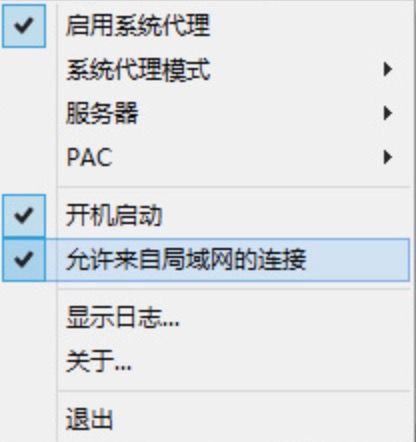 启用系统代理
系统代理模式
服务器
PAC
开机启动
允许来自局域网的连接
显示日志...
关于...
退出